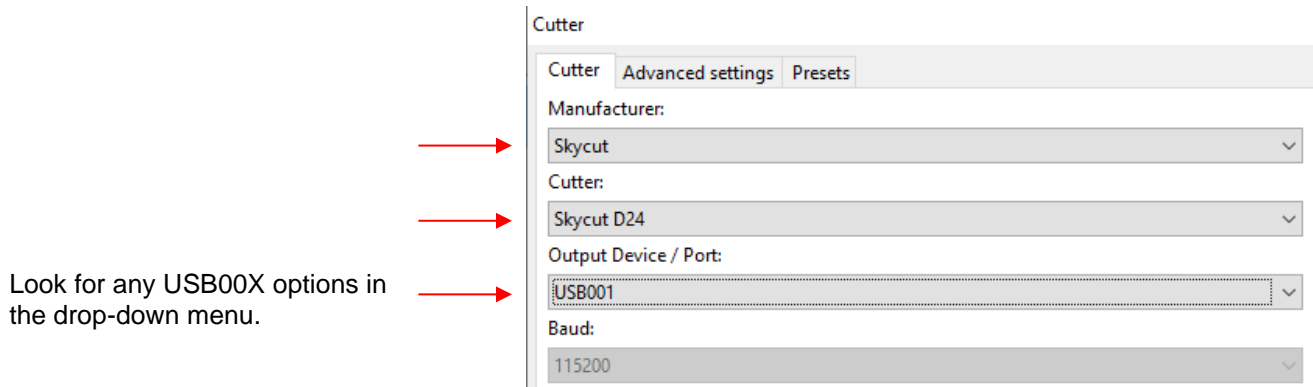 Cutter
Cutter Advanced settings Presets
Manufacturer:
Skycut
Cutter:
Skycut D24
Output Device / Port:
Look for any USB00X options in
the drop-down menu.
USB001
Baud:
115200